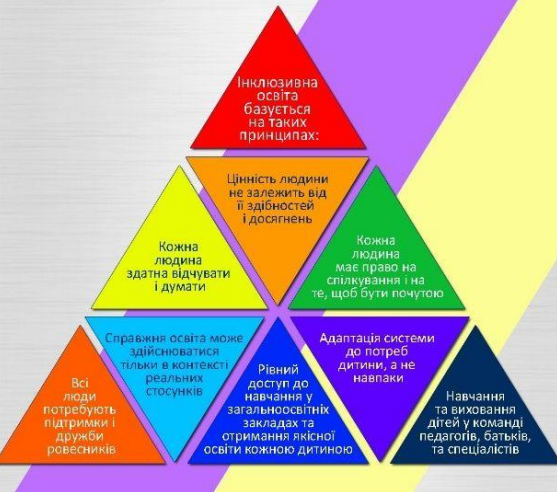 Інклюзивна
освіта
базується
на таких
принципах:
Цінність людини
не залежить від
її здібностей
і досягнень
Кожна
людина
здатна відчувати
і думати
Кожна
людина
має право на
спілкування і на
те, щоб бути почутою
Справжня освіта може
здійснюватися
тільки в контексті
реальних
стосунків
Адаптація системи
до потреб
дитини, а не
навпаки
Всі
люди
потребують
підтримки і
дружби
ровесників
Рівний
доступ до
навчання у
загальноосвітніх
закладах та
отримання якісної
освіти кожною дитиною
Навчання
та виховання
дітей у команді
педагогів, батьків,
та спеціалістів